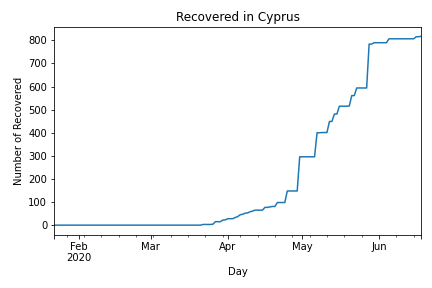 Recovered in Cyprus
Number of Recovered
800
700
600
500
400
300
200
100
0
Feb
2020
Mar
Apr
May
Jun
Day